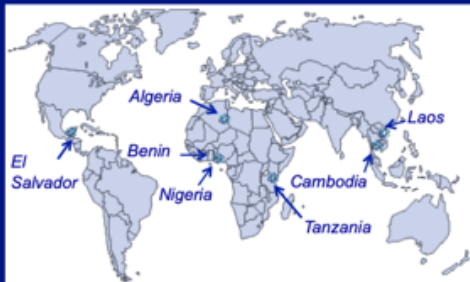 Algeria
Laos
El
Salvador
Benin
Nigeria
Cambodia
Tanzania